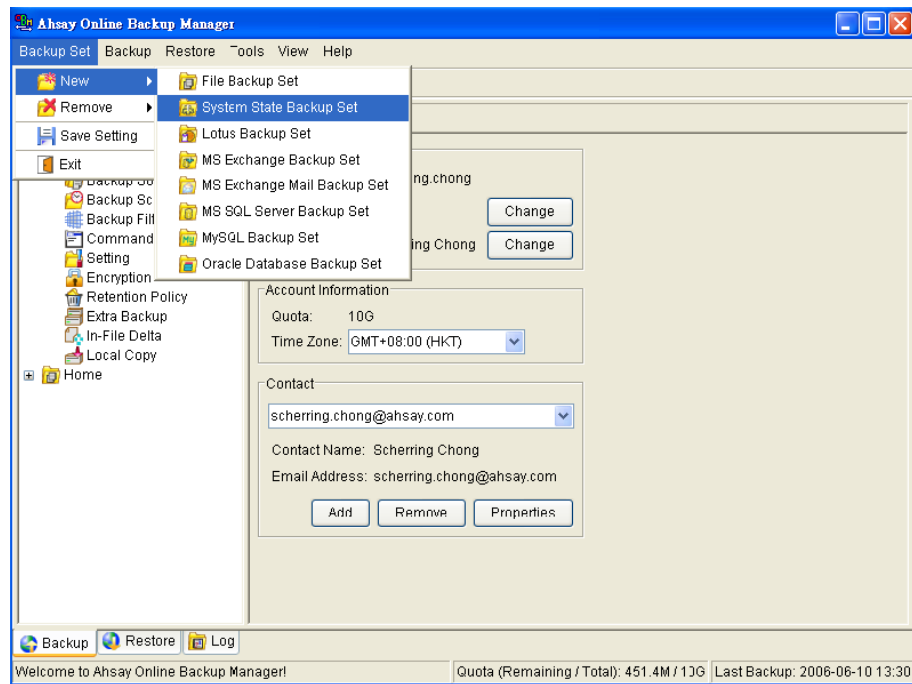 Ahsay Online Backup Manager
Backup Set Backup Restore Tools View Help
New
Remove
Save Setting
Exit
File Backup Set
System State Backup Set
Lotus Backup Set
MS Exchange Backup Set
MS Exchange Mail Backup Set
MS SQL Server Backup Set
MySQL Backup Set
Oracle Database Backup Set
Backup So
Backup Sc
Backup Filt
Command
Setting
Encryption
Retention Policy
Extra Backup
In-File Delta
Local Copy
Home
ng.chong
Change
ing Chong Change
Account Information
Quota: 10G
Time Zone: GMT+08:00 (HKT)
Contact
scherring.chong@ahsay.com
Contact Name: Scherring Chong
Email Address: scherring.chong@ahsay.com
Add Remove Properties
Backup Restore Log
Welcome to Ahsay Online Backup Manager! Quota (Remaining / Total): 451.4M / 10G Last Backup: 2006-06-10 13:30